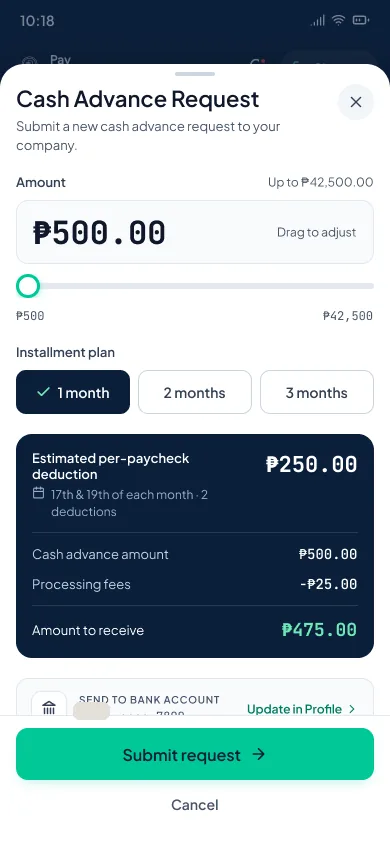 10:18
Pay
Cash Advance Request
Submit a new cash advance request to your
company.
Amount
Up to ₱42,500.00
₱500.00
Drag to adjust
₱500
₱42,500
Installment plan
1 month
2 months
3 months
Estimated per-paycheck
deduction
₱250.00
17th & 19th of each month · 2
deductions
Cash advance amount
₱500.00
Processing fees
-₱25.00
Amount to receive
₱475.00
SEND TO BANK ACCOUNT
Update in Profile
Submit request
Cancel